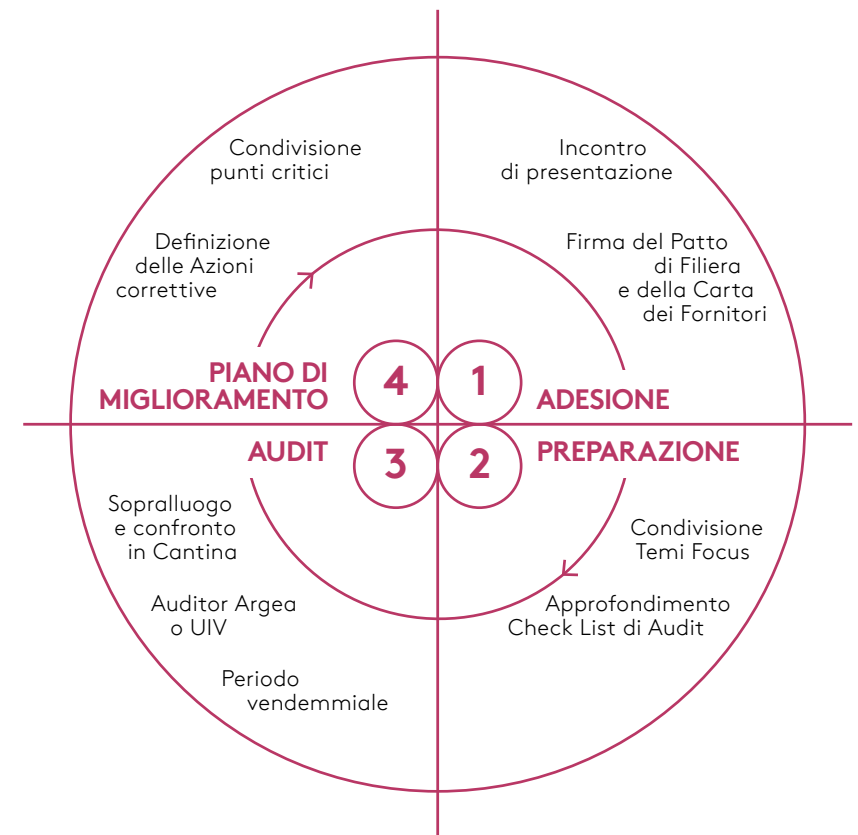 Incontro
di presentazione
Firma del Patto
di Filiera
e della Carta
dei Fornitori
1
ADESIONE
2
PREPARAZIONE
Condivisione
Temi Focus
Approfondimento
Check List di Audit
3
AUDIT
Sopralluogo
e confronto
in Cantina
Auditor Argea
o UIV
Periodo
vendemmiale
4
PIANO DI
MIGLIORAMENTO
Condivisione
punti critici
Definizione
delle Azioni
correttive